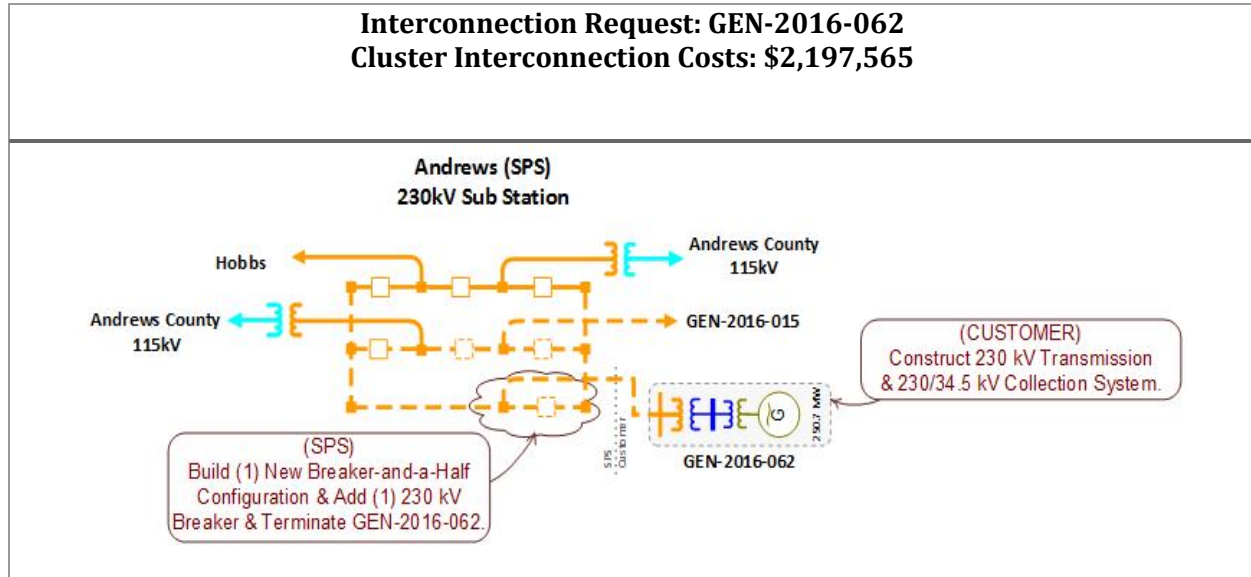 Interconnection Request: GEN-2016-062
Cluster Interconnection Costs: $2,197,565
Andrews (SPS)
230kV Sub Station
Hobbs
Andrews County
115kV
Andrews County
115kV
GEN-2016-015
(CUSTOMER)
Construct 230 kV Transmission
& 230/34.5 kV Collection System.
SPS
Customer
G
250.7 MW
GEN-2016-062
(SPS)
Build (1) New Breaker-and-a-Half
Configuration & Add (1) 230 kV
Breaker & Terminate GEN-2016-062.